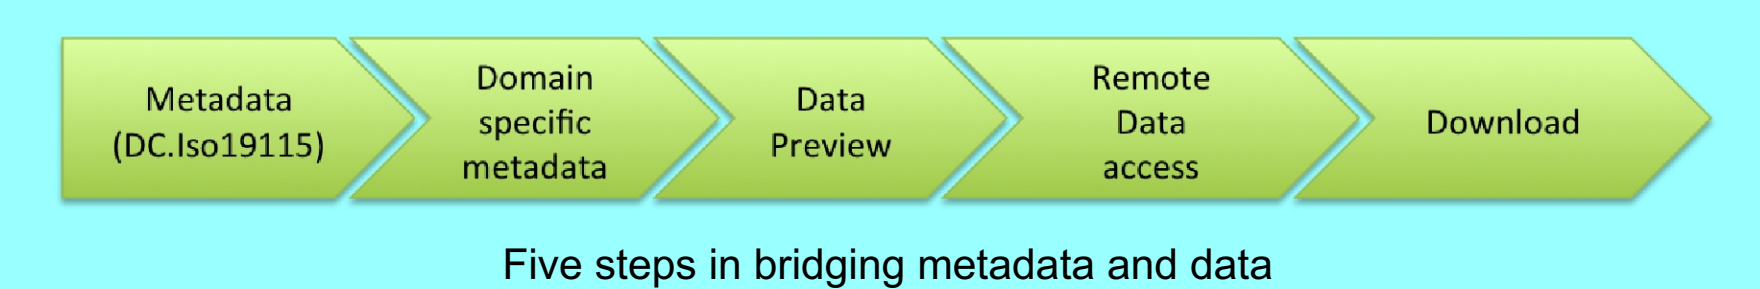 Metadata
(DC.Iso19115)
Domain
specific
metadata
Data
Preview
Remote
Data
access
Download
Five steps in bridging metadata and data